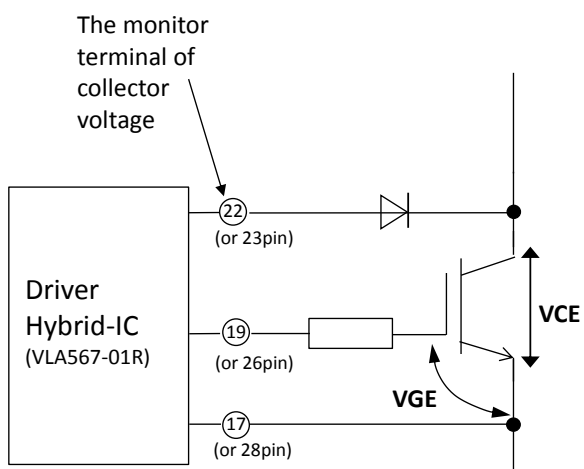 The monitor
terminal of
collector
voltage
22
(or 23pin)
Driver
Hybrid-IC
(VLA567-01R)
19
(or 26pin)
VCE
VGE
17
(or 28pin)